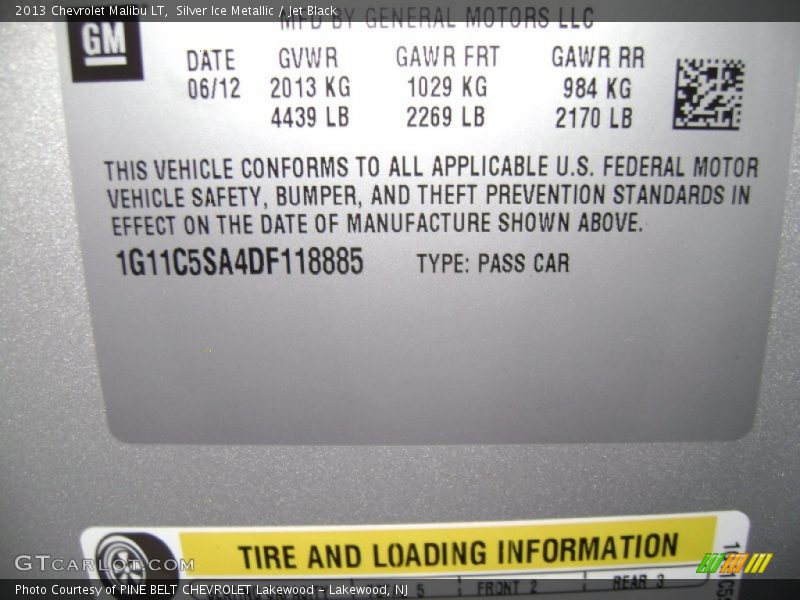 2013 Chevrolet Malibu LT, Silver Ice Metallic / Jet Black
MFD BY GENERAL MOTORS LLC
GM
DATE GVWR GAWR FRT GAWR RR
06/12 2013 KG 1029 KG 984 KG
4439 LB 2269 LB 2170 LB
THIS VEHICLE CONFORMS TO ALL APPLICABLE U.S. FEDERAL MOTOR
VEHICLE SAFETY, BUMPER, AND THEFT PREVENTION STANDARDS IN
EFFECT ON THE DATE OF MANUFACTURE SHOWN ABOVE.
1G11C5SA4DF118885 TYPE: PASS CAR
TIRE AND LOADING INFORMATION
GTcarlot.com
5 FRONT 2 REAR 3
Photo Courtesy of PINE BELT CHEVROLET Lakewood - Lakewood, NJ